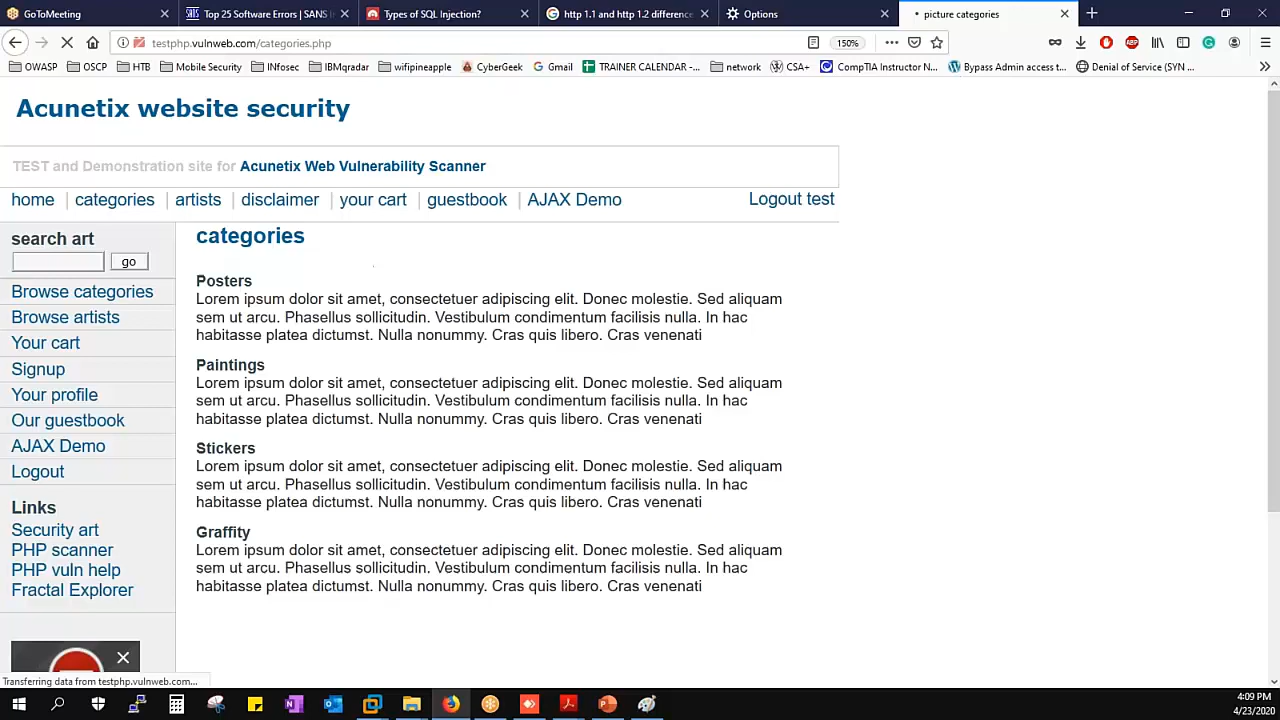 GoToMeeting
Top 25 Software Errors | SANS In
Types of SQL Injection?
http 1.1 and http 1.2 difference
Options
picture categories
testphp.vulnweb.com/categories.php
150%
OWASP
OSCP
HTB
Mobile Security
INfosec
IBMqradar
wifipineapple
CyberGeek
Gmail
TRAINER CALENDAR -...
network
CSA+
CompTIA Instructor N...
Bypass Admin access t...
Denial of Service (SYN ...
Acunetix website security
TEST and Demonstration site for Acunetix Web Vulnerability Scanner
home | categories | artists | disclaimer | your cart | guestbook | AJAX Demo
Logout test
search art
go
Browse categories
Browse artists
Your cart
Signup
Your profile
Our guestbook
AJAX Demo
Logout
Links
Security art
PHP scanner
PHP vuln help
Fractal Explorer
categories
Posters
Lorem ipsum dolor sit amet, consectetuer adipiscing elit. Donec molestie. Sed aliquam
sem ut arcu. Phasellus sollicitudin. Vestibulum condimentum facilisis nulla. In hac
habitasse platea dictumst. Nulla nonummy. Cras quis libero. Cras venenati
Paintings
Lorem ipsum dolor sit amet, consectetuer adipiscing elit. Donec molestie. Sed aliquam
sem ut arcu. Phasellus sollicitudin. Vestibulum condimentum facilisis nulla. In hac
habitasse platea dictumst. Nulla nonummy. Cras quis libero. Cras venenati
Stickers
Lorem ipsum dolor sit amet, consectetuer adipiscing elit. Donec molestie. Sed aliquam
sem ut arcu. Phasellus sollicitudin. Vestibulum condimentum facilisis nulla. In hac
habitasse platea dictumst. Nulla nonummy. Cras quis libero. Cras venenati
Graffity
Lorem ipsum dolor sit amet, consectetuer adipiscing elit. Donec molestie. Sed aliquam
sem ut arcu. Phasellus sollicitudin. Vestibulum condimentum facilisis nulla. In hac
habitasse platea dictumst. Nulla nonummy. Cras quis libero. Cras venenati
Transferring data from testphp.vulnweb.com...
4:09 PM
4/23/2020